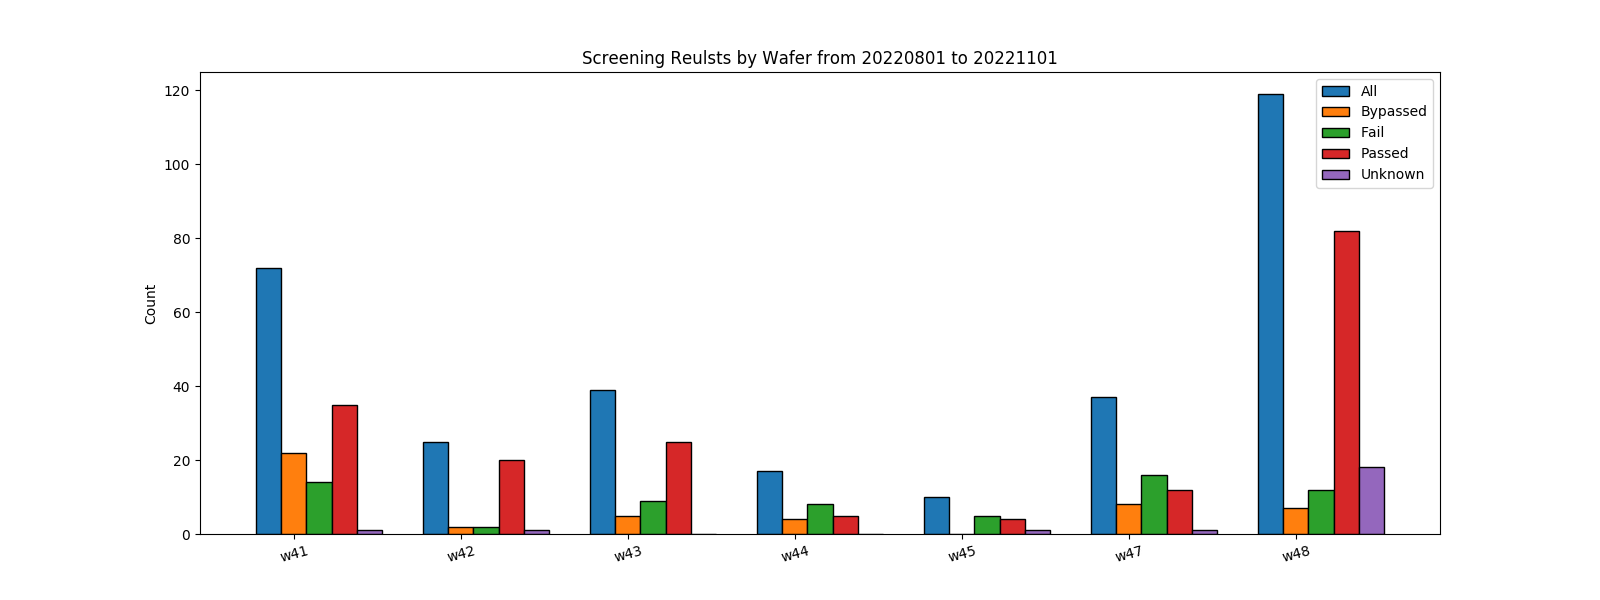 Screening Reulsts by Wafer from 20220801 to 20221101
Count
120
100
80
60
40
20
0
All
Bypassed
Fail
Passed
Unknown
w41 w42 w43 w44 w45 w47 w48